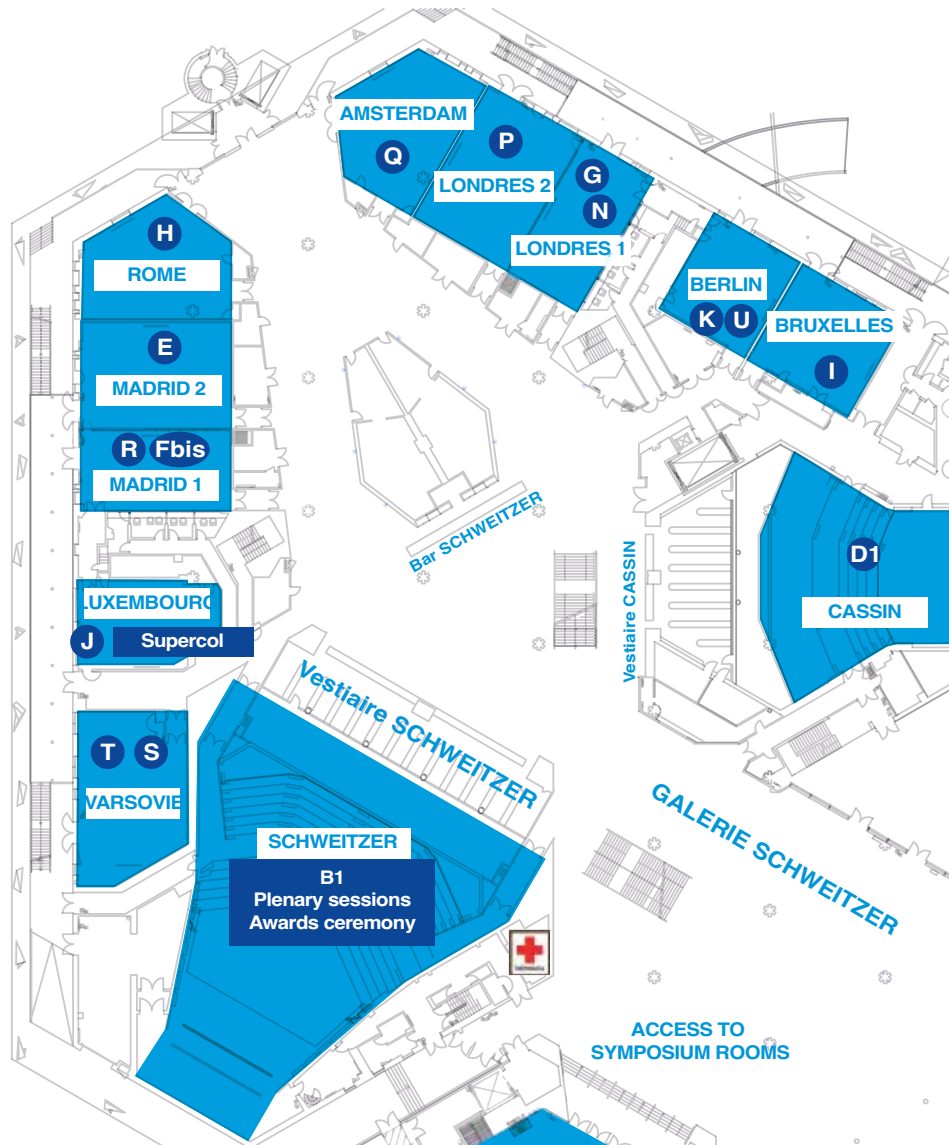 AMSTERDAM
Q
P
LONDRES 2
G
N
LONDRES 1
H
ROME
BERLIN
K U
BRUXELLES
I
E
MADRID 2
R Fbis
MADRID 1
Bar SCHWEITZER
Vestiaire CASSIN
D1
CASSIN
LUXEMBOURG
J Supercol
Vestiaire SCHWEITZER
T S
VARSOVIE
SCHWEITZER
B1
Plenary sessions
Awards ceremony
GALERIE SCHWEITZER
ACCESS TO
SYMPOSIUM ROOMS